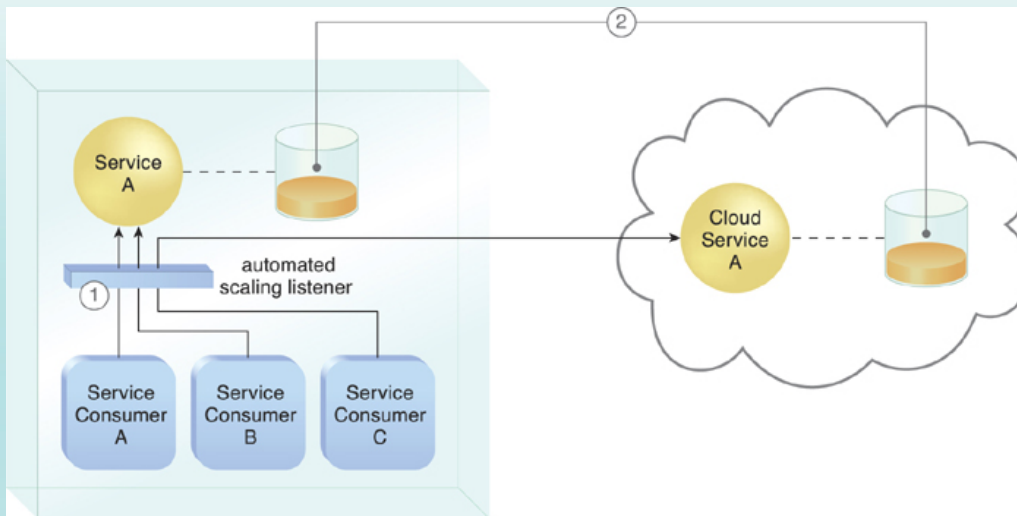 2
Service
A
Cloud
Service
A
automated
scaling listener
1
Service
Consumer
A
Service
Consumer
B
Service
Consumer
C